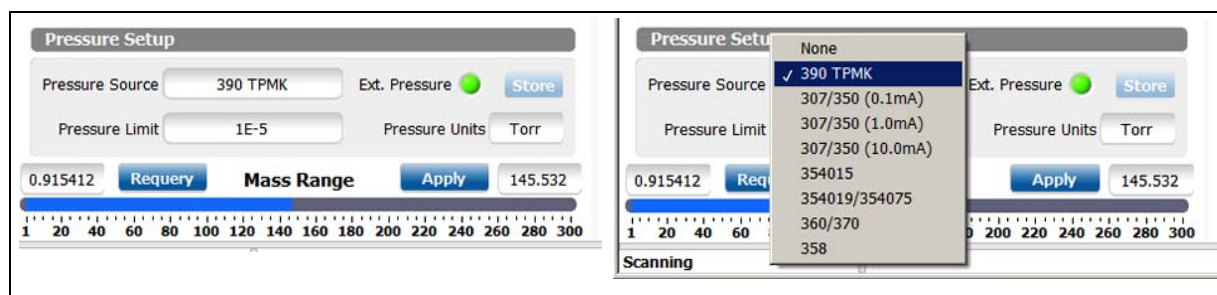 Pressure Setup
Pressure Source 390 TPMK Ext. Pressure Store
Pressure Limit 1E-5 Pressure Units Torr
0.915412 Requery Mass Range Apply 145.532
1 20 40 60 80 100 120 140 160 180 200 220 240 260 280 300
Pressure Setu
None
Pressure Source ✓ 390 TPMK Ext. Pressure Store
307/350 (0.1mA)
Pressure Limit 307/350 (1.0mA) Pressure Units Torr
307/350 (10.0mA)
0.915412 Requ 354015 Apply 145.532
354019/354075
1 20 40 60 360/370 0 200 220 240 260 280 300
358
Scanning